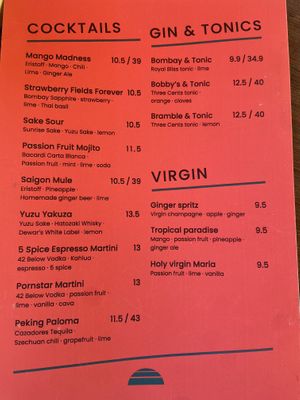 COCKTAILS
Mango Madness 10.5 / 39
Eristoff · Mango · Chili ·
Lime · Ginger Ale
Strawberry Fields Forever 10.5
Bombay Sapphire · strawberry ·
lime · Thai basil
Sake Sour 10.5
Sunrise Sake · Yuzu Sake · lemon
Passion Fruit Mojito 11.5
Bacardi Carta Blanca ·
Passion fruit · mint · lime · soda
Saigon Mule 10.5 / 39
Eristoff · Pineapple
Homemade ginger beer · lime
Yuzu Yakuza 13.5
Yuzu Sake · Hatozaki Whisky ·
Dewar's White Label · lemon
5 Spice Espresso Martini 13
42 Below Vodka · Kahlua ·
espresso · 5 spice
Pornstar Martini 13
42 Below Vodka · passion fruit ·
lime · vanilla · cava
Peking Paloma 11.5 / 43
Cazadores Tequila ·
Szechuan chili · grapefruit · lime
GIN & TONICS
Bombay & Tonic 9.9 / 34.9
Royal Bliss tonic · lime
Bobby's & Tonic 12.5 / 40
Three Cents tonic ·
orange · cloves
Bramble & Tonic 12.5 / 40
Three Cents tonic · lemon
VIRGIN
Ginger spritz 9.5
Virgin champagne · apple · ginger
Tropical paradise 9.5
Mango · passion fruit · pineapple ·
ginger ale
Holy virgin Maria 9.5
Passion fruit · lime · vanilla